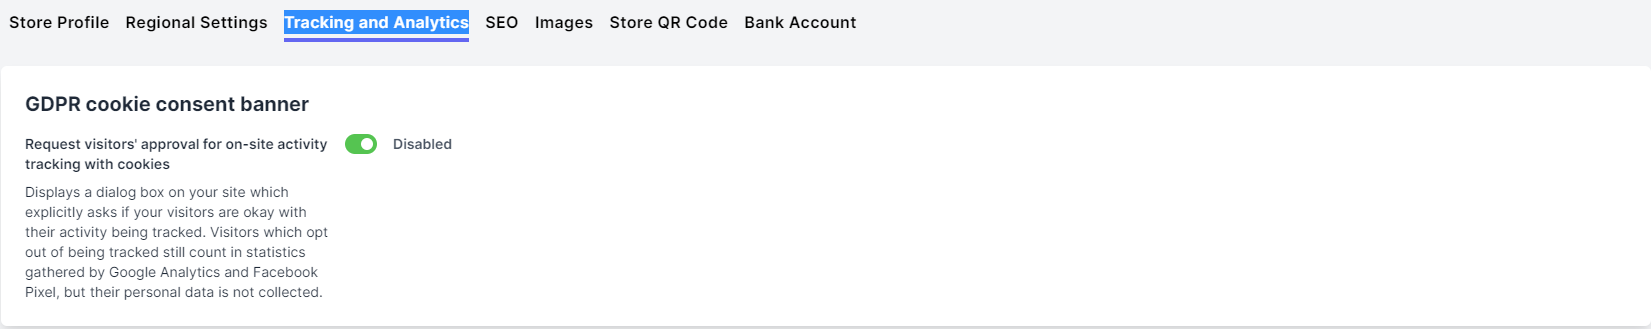 Store Profile Regional Settings Tracking and Analytics SEO Images Store QR Code Bank Account
GDPR cookie consent banner
Request visitors' approval for on-site activity
tracking with cookies
Disabled
Displays a dialog box on your site which
explicitly asks if your visitors are okay with
their activity being tracked. Visitors which opt
out of being tracked still count in statistics
gathered by Google Analytics and Facebook
Pixel, but their personal data is not collected.